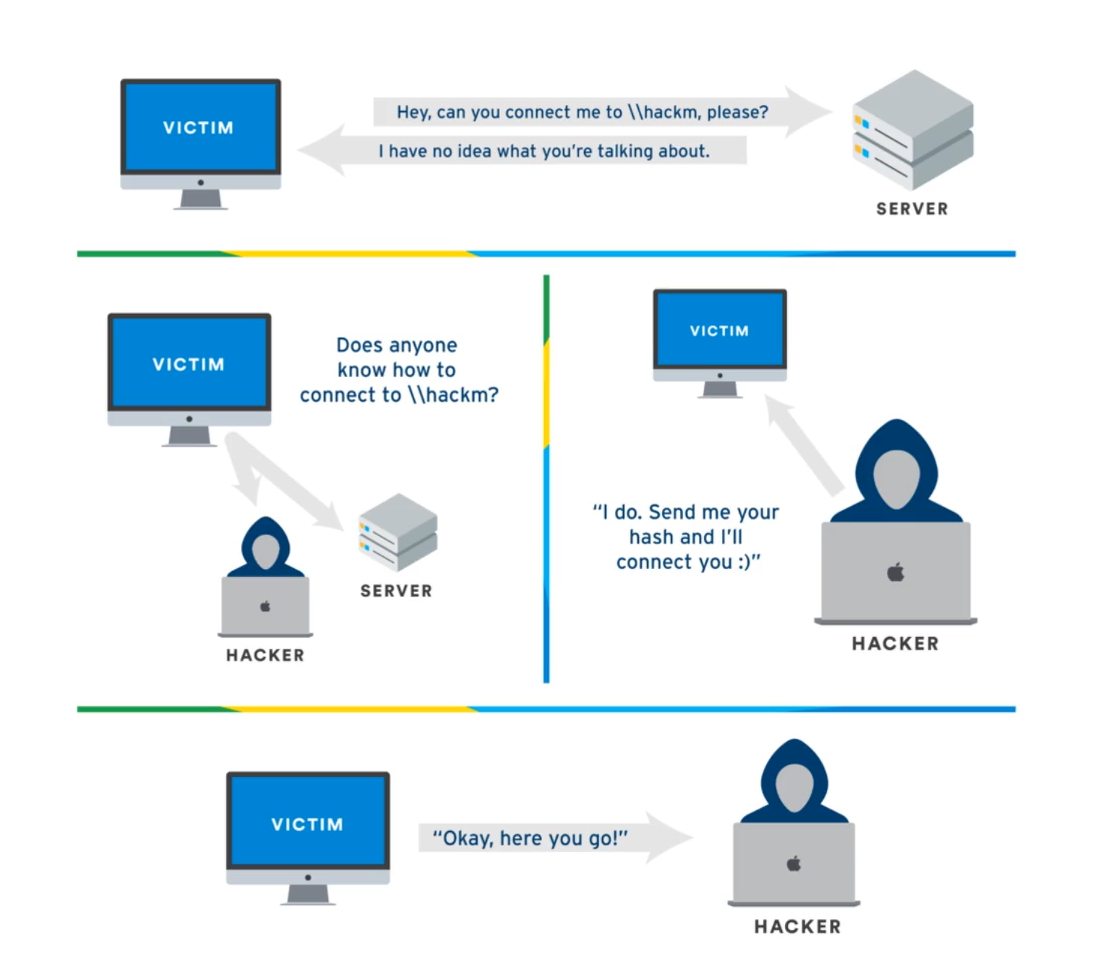 VICTIM
Hey, can you connect me to \\hackm, please?
I have no idea what you're talking about.
SERVER
VICTIM
Does anyone
know how to
connect to \\hackm?
HACKER
SERVER
VICTIM
“I do. Send me your
hash and I'll
connect you :)”
HACKER
VICTIM
“Okay, here you go!”
HACKER